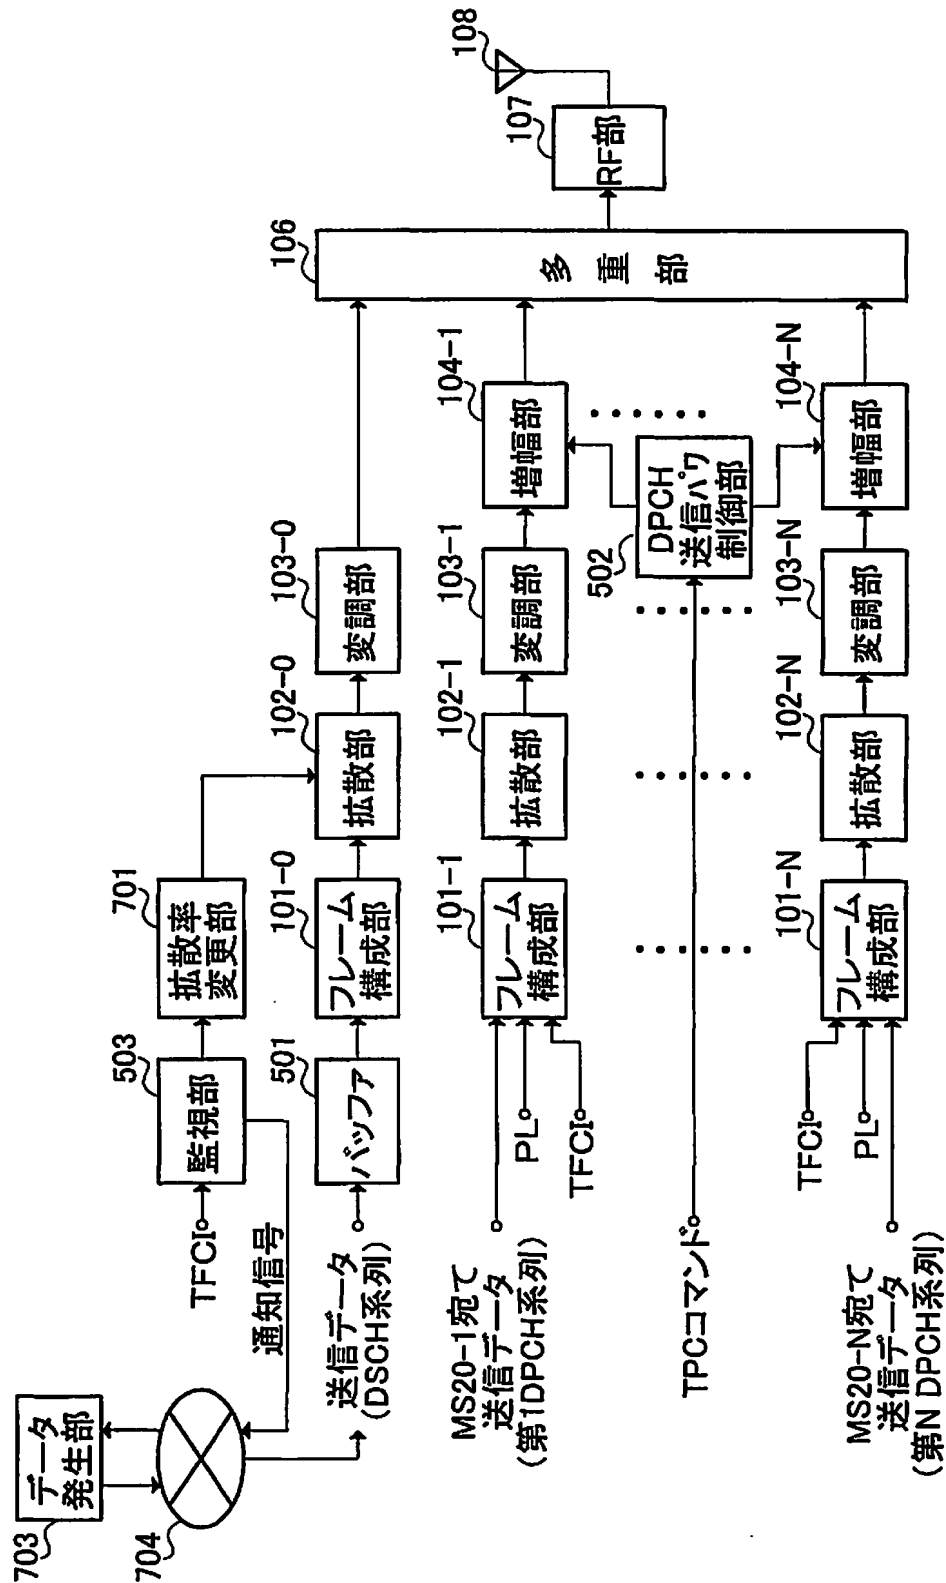 703
データ
発生部
704
通知信号
TFCI
503
監視部
701
拡散率
変更部
送信データ
(DSCH系列)
501
バッファ
101-0
フレーム
構成部
102-0
拡散部
103-0
変調部
106
多重部
107
RF部
108
MS20-1宛て
送信データ
(第1DPCH系列)
PL
TFCI
101-1
フレーム
構成部
102-1
拡散部
103-1
変調部
104-1
増幅部
TPCコマンド
502
DPCH
送信パワ
制御部
MS20-N宛て
送信データ
(第N DPCH系列)
TFCI
PL
101-N
フレーム
構成部
102-N
拡散部
103-N
変調部
104-N
増幅部